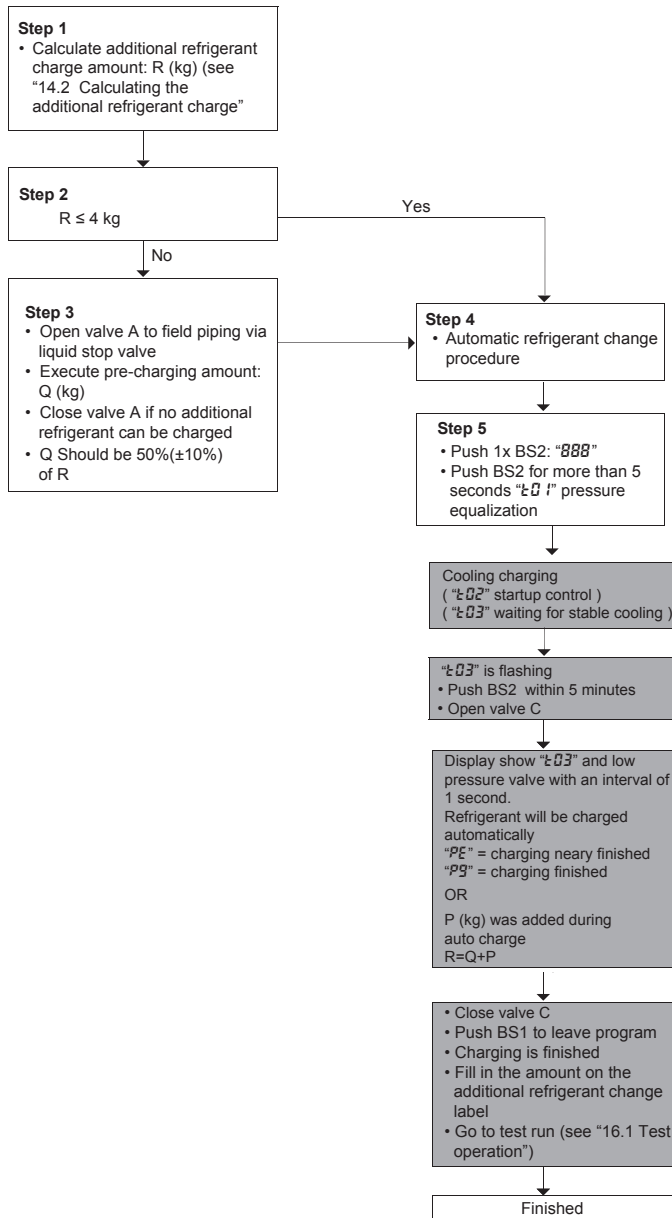 Step 1
• Calculate additional refrigerant
charge amount: R (kg) (see
“14.2 Calculating the
additional refrigerant charge”
Step 2
R ≤ 4 kg
Yes
No
Step 3
• Open valve A to field piping via
liquid stop valve
• Execute pre-charging amount:
Q (kg)
• Close valve A if no additional
refrigerant can be charged
• Q Should be 50%(±10%)
of R
Step 4
• Automatic refrigerant change
procedure
Step 5
• Push 1x BS2: “888”
• Push BS2 for more than 5
seconds “t01” pressure
equalization
Cooling charging
( “t02” startup control )
( “t03” waiting for stable cooling )
“t03” is flashing
• Push BS2 within 5 minutes
• Open valve C
Display show “t03” and low
pressure valve with an interval of
1 second.
Refrigerant will be charged
automatically
“PE” = charging neary finished
“P9” = charging finished
OR
P (kg) was added during
auto charge
R=Q+P
• Close valve C
• Push BS1 to leave program
• Charging is finished
• Fill in the amount on the
additional refrigerant change
label
• Go to test run (see “16.1 Test
operation”)
Finished